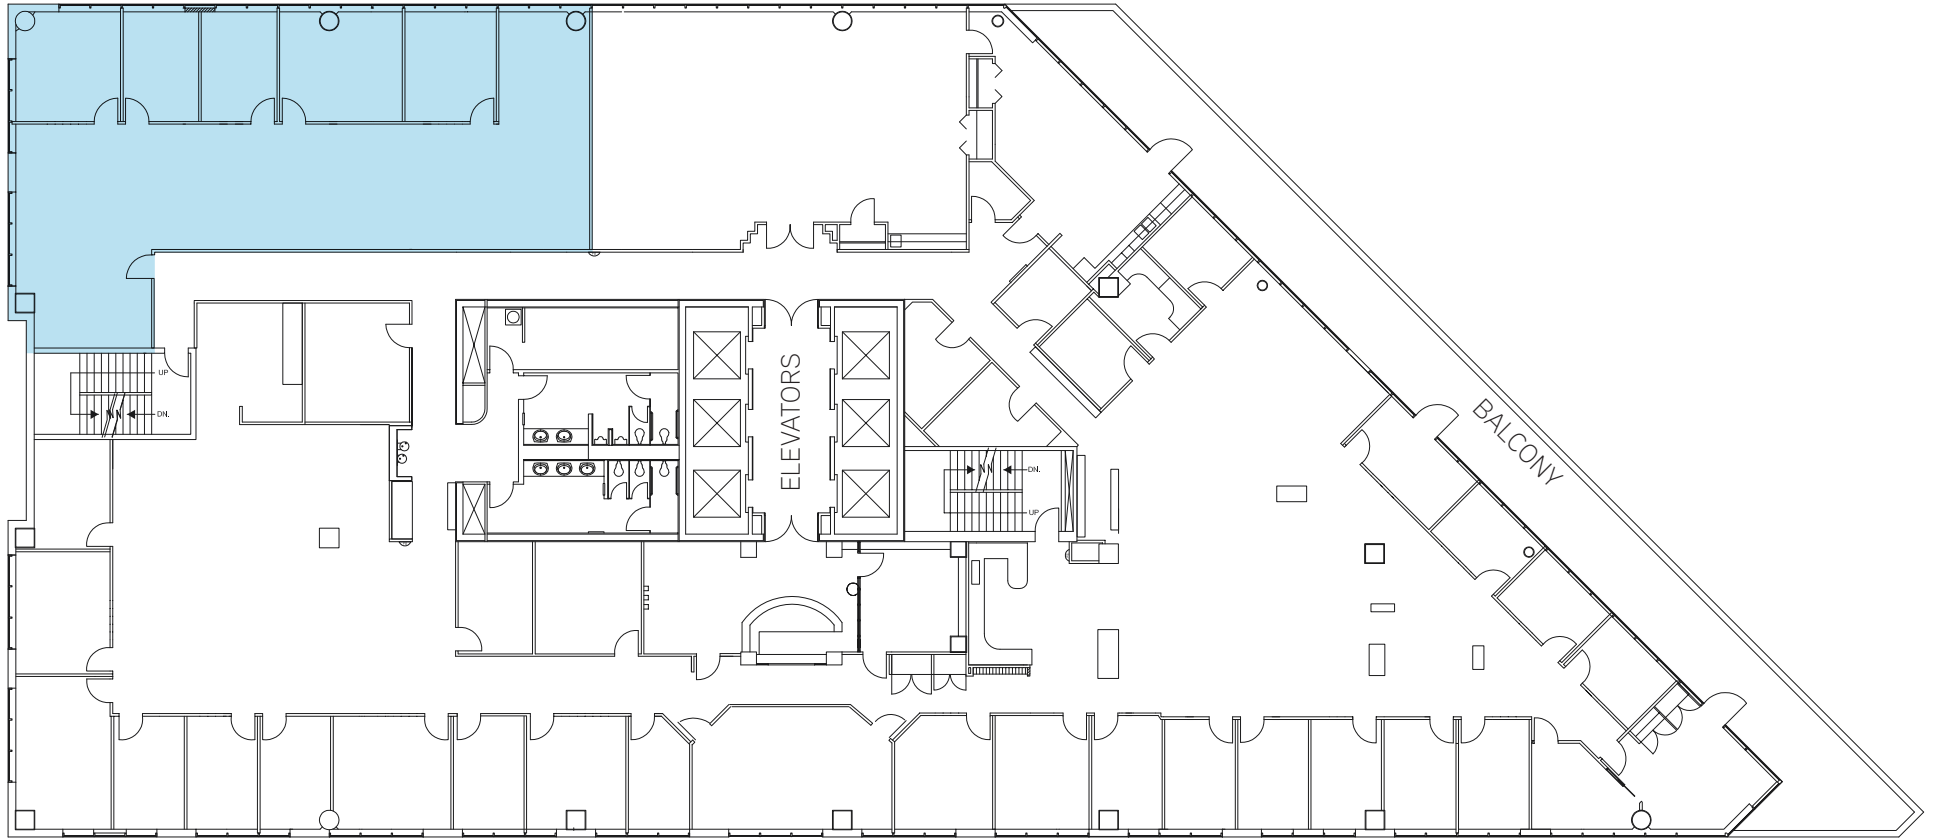 UP
DN.
ELEVATORS
DN.
UP
BALCONY